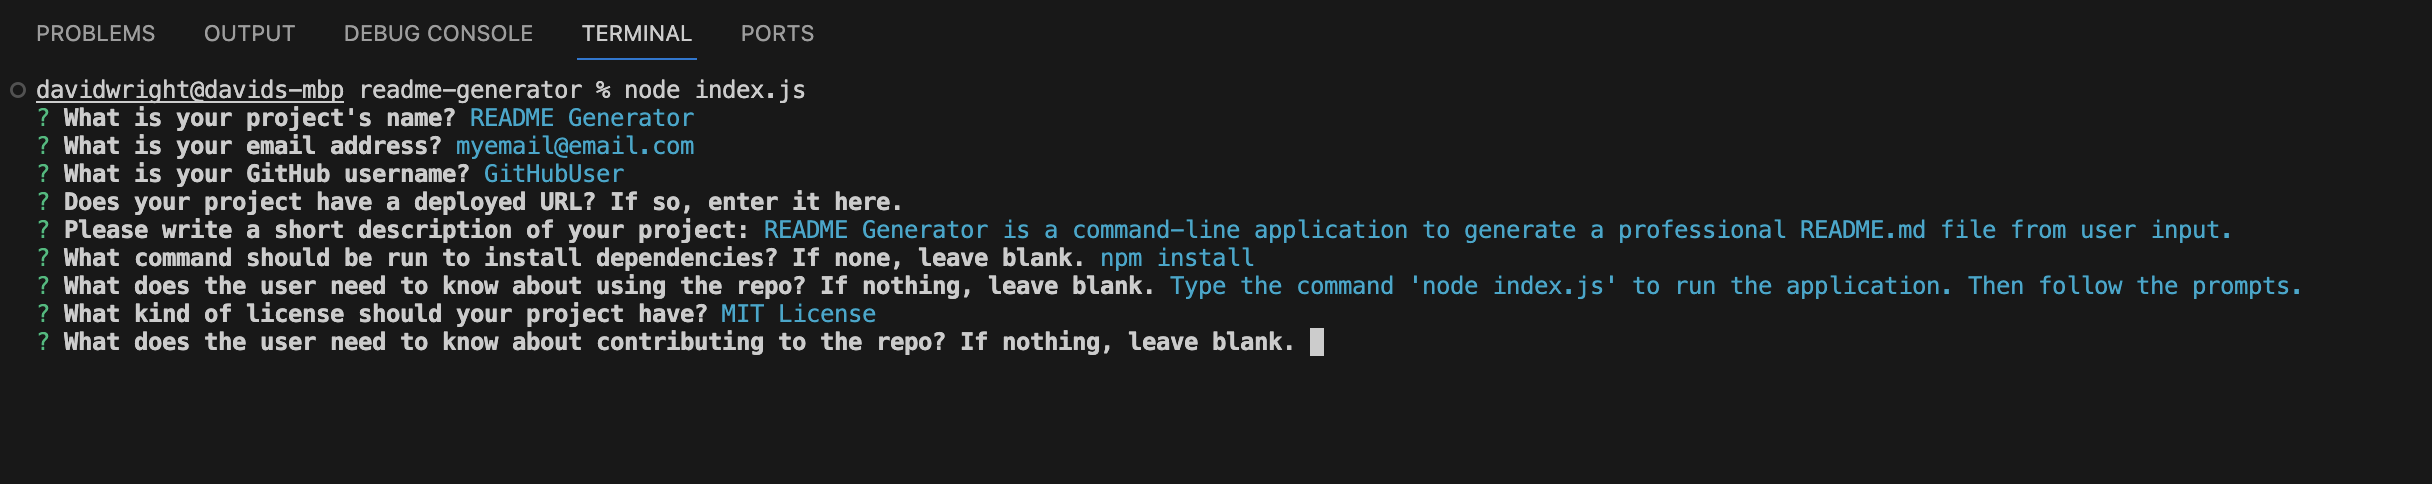 PROBLEMS OUTPUT DEBUG CONSOLE TERMINAL PORTS
davidwright@davids-mbp readme-generator % node index.js
? What is your project's name? README Generator
? What is your email address? myemail@email.com
? What is your GitHub username? GitHubUser
? Does your project have a deployed URL? If so, enter it here.
? Please write a short description of your project: README Generator is a command-line application to generate a professional README.md file from user input.
? What command should be run to install dependencies? If none, leave blank. npm install
? What does the user need to know about using the repo? If nothing, leave blank. Type the command 'node index.js' to run the application. Then follow the prompts.
? What kind of license should your project have? MIT License
? What does the user need to know about contributing to the repo? If nothing, leave blank.